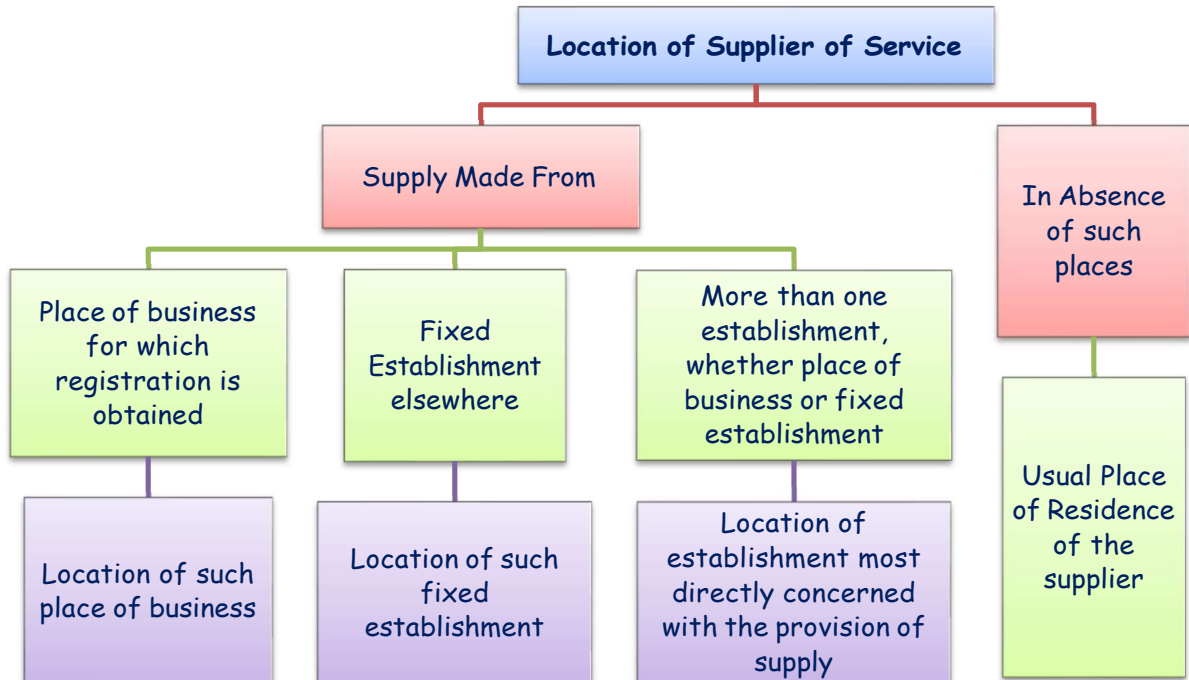 Location of Supplier of Service
Supply Made From
In Absence
of such
places
Place of business
for which
registration is
obtained
Fixed
Establishment
elsewhere
More than one
establishment,
whether place of
business or fixed
establishment
Usual Place
of Residence
of the
supplier
Location of such
place of business
Location of such
fixed
establishment
Location of
establishment most
directly concerned
with the provision of
supply